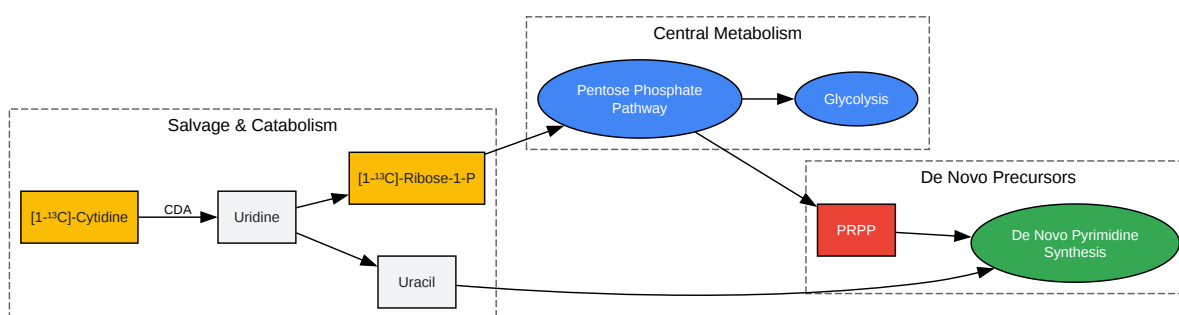 Central Metabolism
Pentose Phosphate
Pathway
Glycolysis
Salvage & Catabolism
[1-¹³C]-Ribose-1-P
De Novo Precursors
[1-¹³C]-Cytidine
CDA
Uridine
PRPP
De Novo Pyrimidine
Synthesis
Uracil